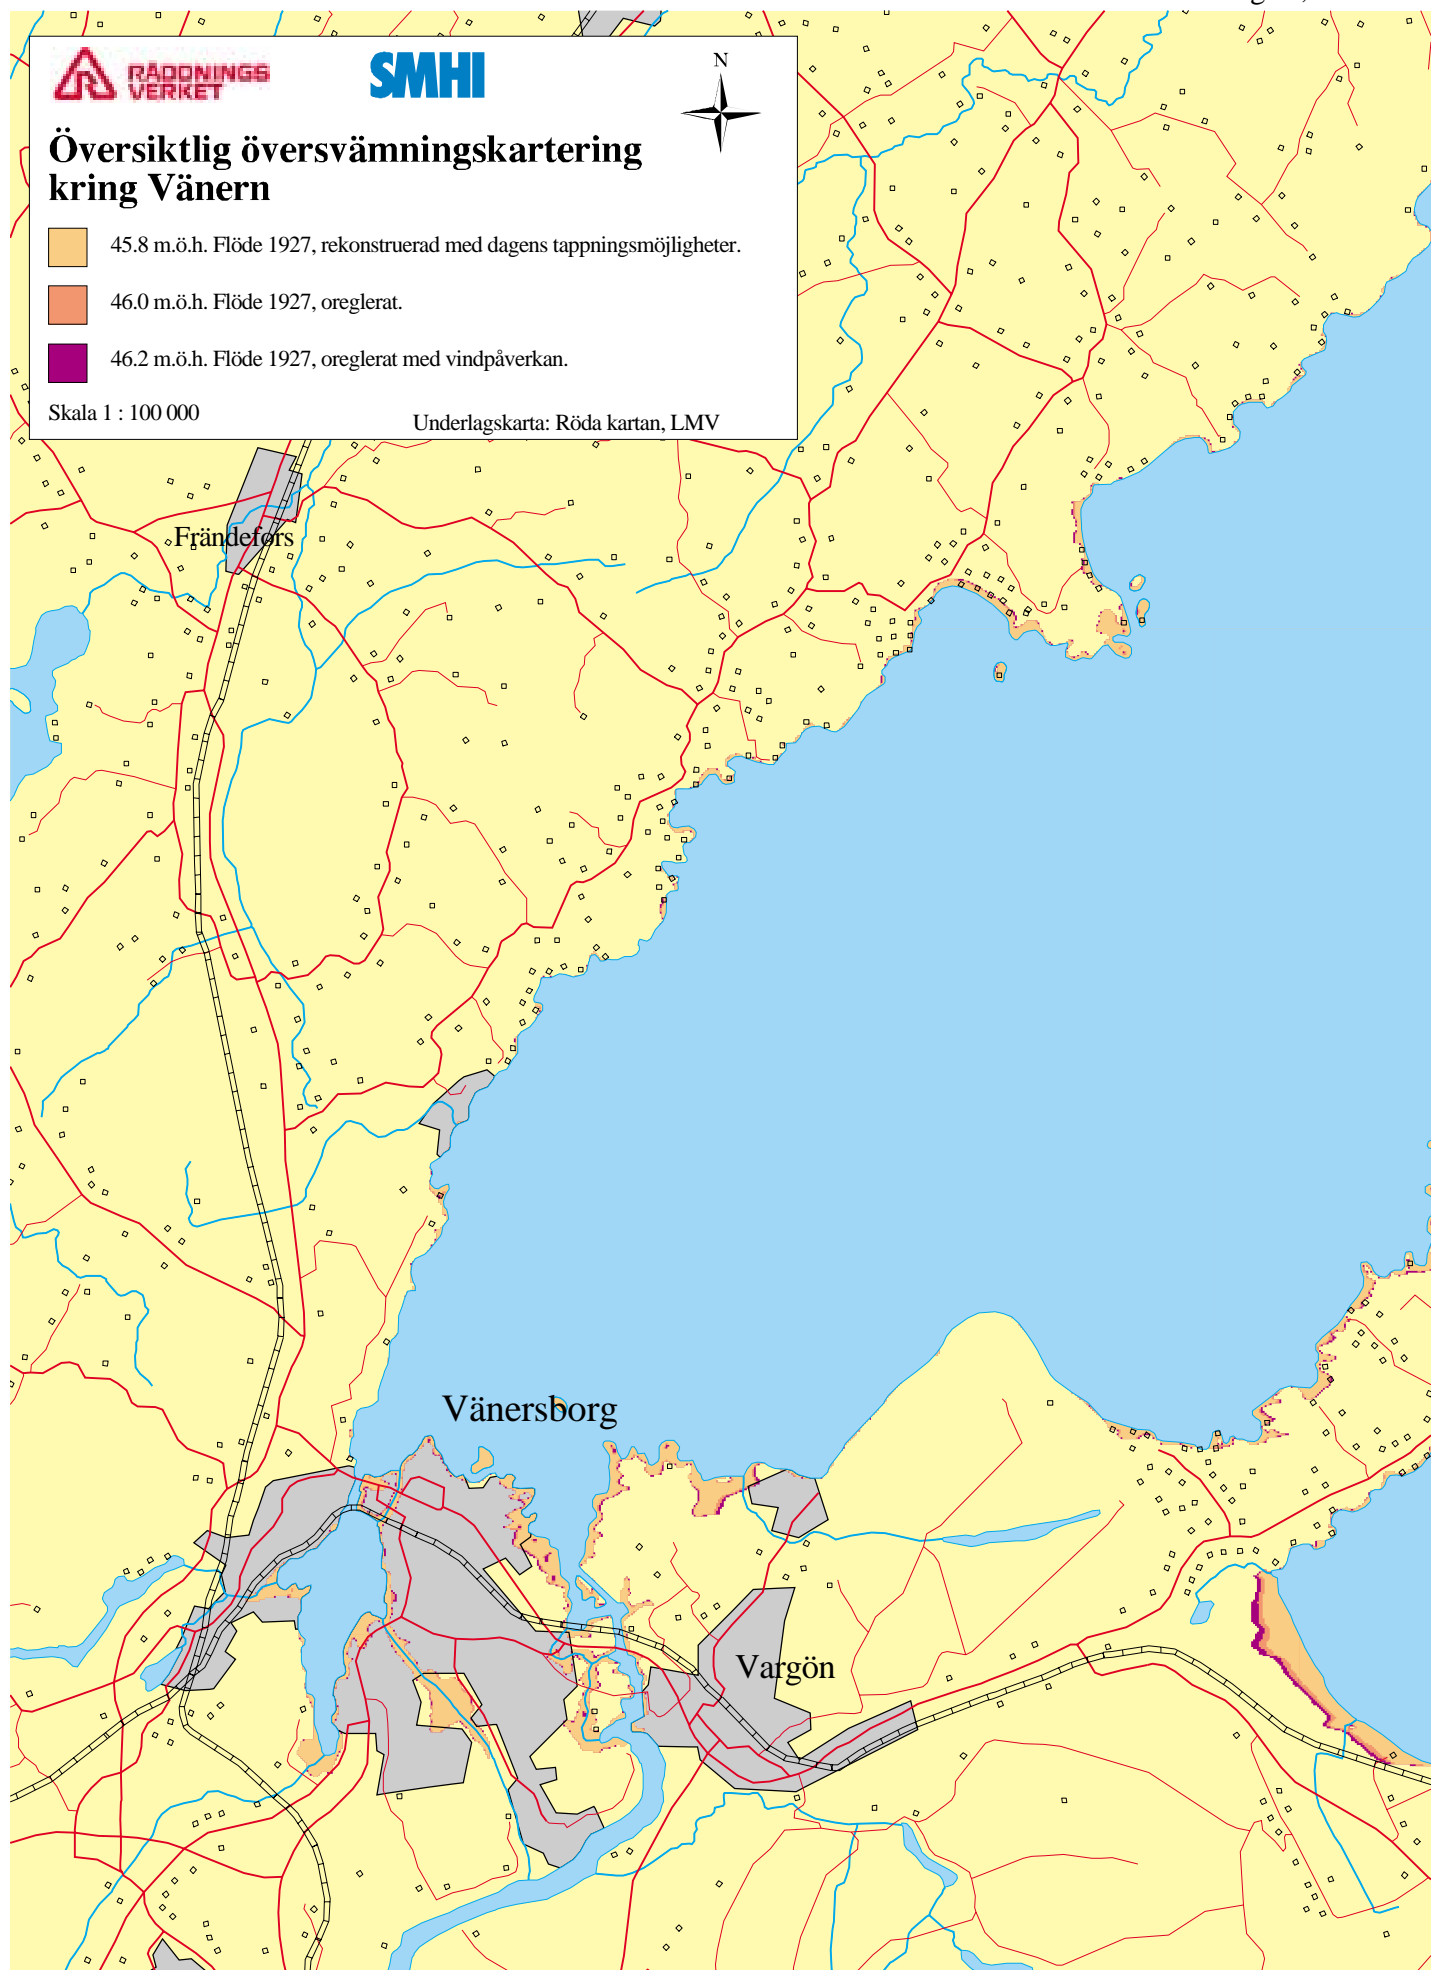 RÄDDNINGS
VERKET
SMHI
N
Översiktlig översvämningskartering
kring Vänern
45.8 m.ö.h. Flöde 1927, rekonstruerad med dagens tappningsmöjligheter.
46.0 m.ö.h. Flöde 1927, oreglerat.
46.2 m.ö.h. Flöde 1927, oreglerat med vindpåverkan.
Skala 1 : 100 000
Underlagskarta: Röda kartan, LMV
Frändefors
Vänersborg
Vargön